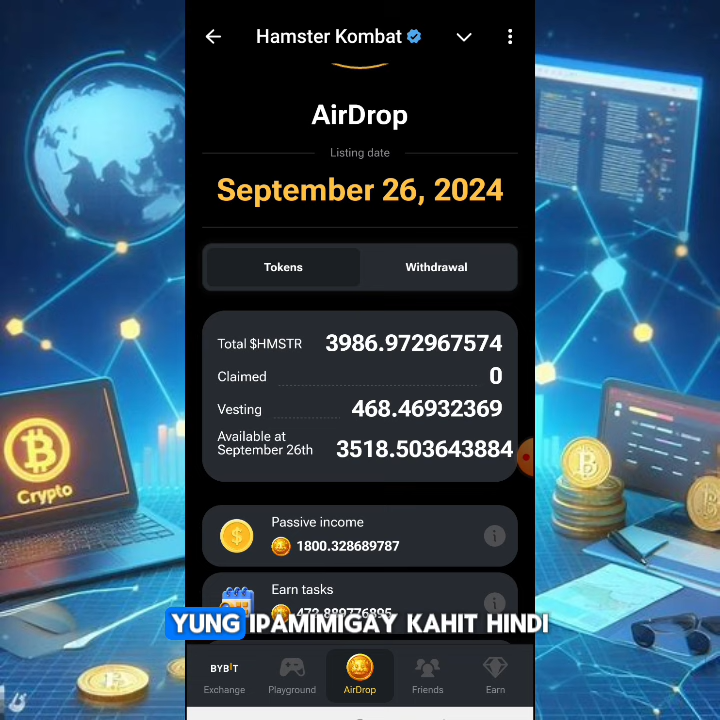 Hamster Kombat
AirDrop
Listing date
September 26, 2024
Tokens Withdrawal
Total $HMSTR 3986.972967574
Claimed 0
Vesting 468.46932369
Available at
September 26th 3518.503643884
Passive income
1800.328689787
Earn tasks
YUNG IPAMIMIGAY KAHIT HINDI
BYBIT
Exchange Playground AirDrop Friends Earn
Crypto